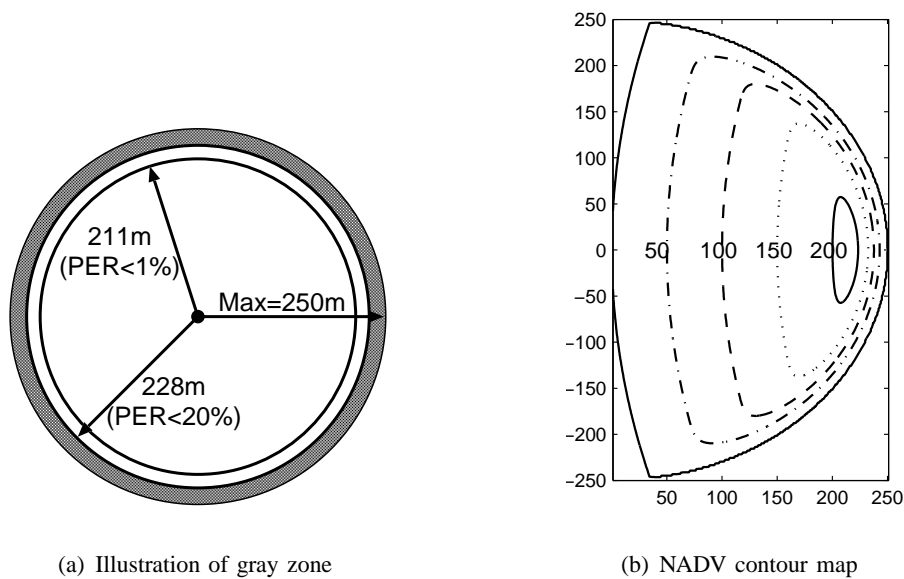 211m
(PER<1%)
Max=250m
228m
(PER<20%)
(a) Illustration of gray zone
250
200
150
100
50
0
−50
−100
−150
−200
−250
50 100 150 200
50 100 150 200 250
(b) NADV contour map